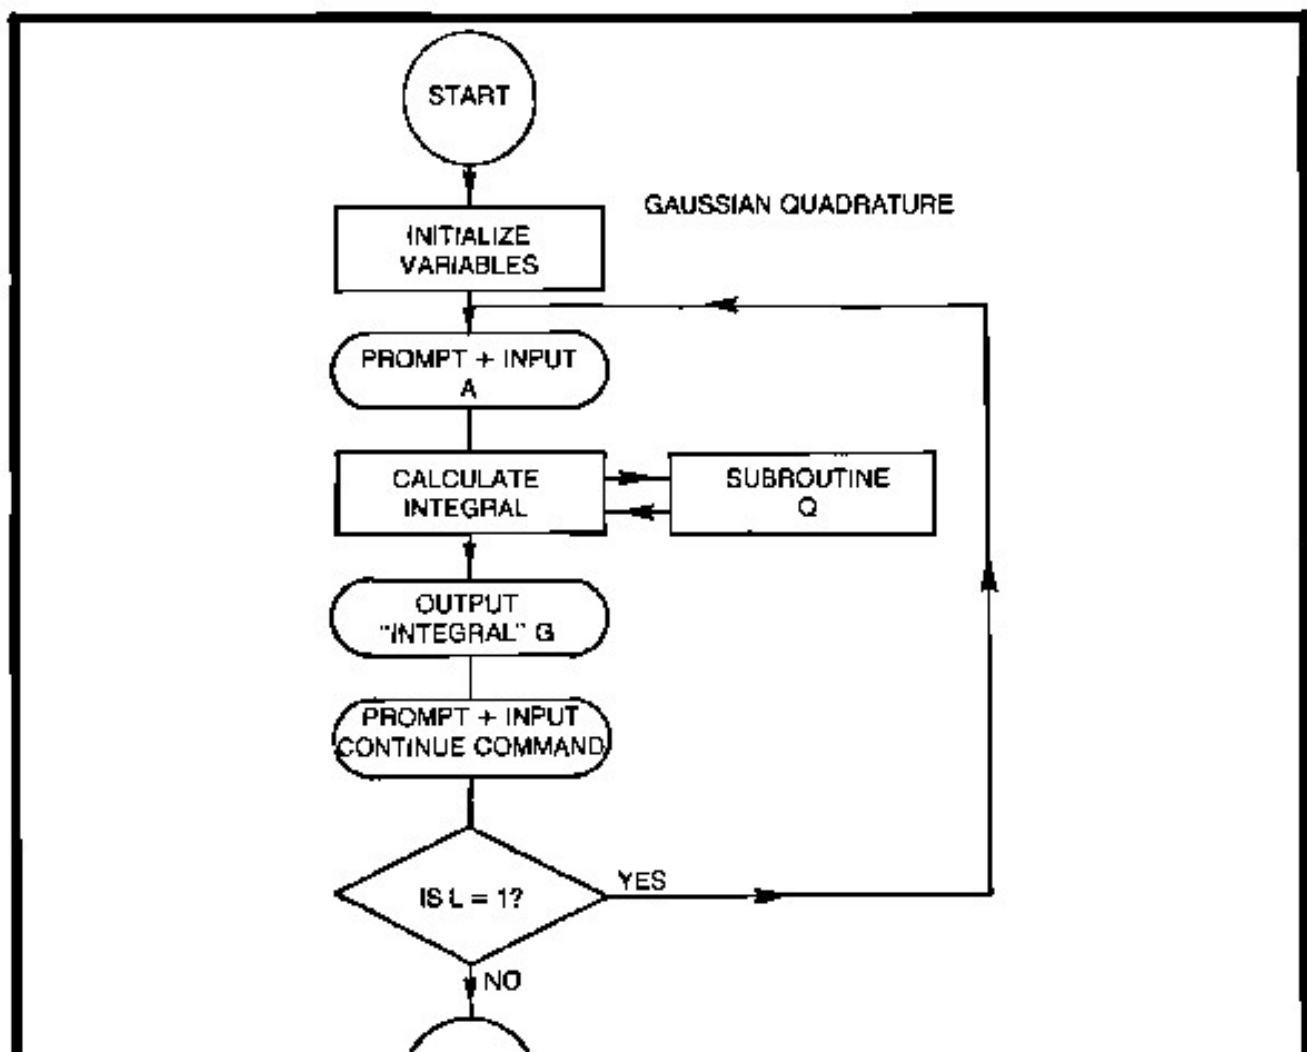 START
GAUSSIAN QUADRATURE
INITIALIZE
VARIABLES
PROMPT + INPUT
A
CALCULATE
INTEGRAL
SUBROUTINE
Q
OUTPUT
"INTEGRAL" G
PROMPT + INPUT
CONTINUE COMMAND
IS L = 1?
YES
NO